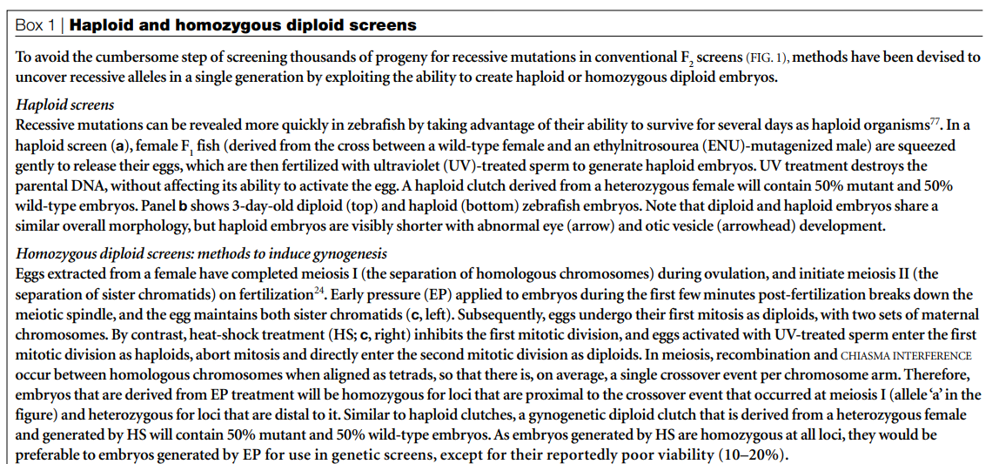 Box 1 | Haploid and homozygous diploid screens
To avoid the cumbersome step of screening thousands of progeny for recessive mutations in conventional F2 screens (FIG. 1), methods have been devised to
uncover recessive alleles in a single generation by exploiting the ability to create haploid or homozygous diploid embryos.
Haploid screens
Recessive mutations can be revealed more quickly in zebrafish by taking advantage of their ability to survive for several days as haploid organisms77. In a
haploid screen (a), female F1 fish (derived from the cross between a wild-type female and an ethylnitrosourea (ENU)-mutagenized male) are squeezed
gently to release their eggs, which are then fertilized with ultraviolet (UV)-treated sperm to generate haploid embryos. UV treatment destroys the
parental DNA, without affecting its ability to activate the egg. A haploid clutch derived from a heterozygous female will contain 50% mutant and 50%
wild-type embryos. Panel b shows 3-day-old diploid (top) and haploid (bottom) zebrafish embryos. Note that diploid and haploid embryos share a
similar overall morphology, but haploid embryos are visibly shorter with abnormal eye (arrow) and otic vesicle (arrowhead) development.
Homozygous diploid screens: methods to induce gynogenesis
Eggs extracted from a female have completed meiosis I (the separation of homologous chromosomes) during ovulation, and initiate meiosis II (the
separation of sister chromatids) on fertilization24. Early pressure (EP) applied to embryos during the first few minutes post-fertilization breaks down the
meiotic spindle, and the egg maintains both sister chromatids (c, left). Subsequently, eggs undergo their first mitosis as diploids, with two sets of maternal
chromosomes. By contrast, heat-shock treatment (HS; c, right) inhibits the first mitotic division, and eggs activated with UV-treated sperm enter the first
mitotic division as haploids, abort mitosis and directly enter the second mitotic division as diploids. In meiosis, recombination and CHIASMA INTERFERENCE
occur between homologous chromosomes when aligned as tetrads, so that there is, on average, a single crossover event per chromosome arm. Therefore,
embryos that are derived from EP treatment will be homozygous for loci that are proximal to the crossover event that occurred at meiosis I (allele ‘a’ in the
figure) and heterozygous for loci that are distal to it. Similar to haploid clutches, a gynogenetic diploid clutch that is derived from a heterozygous female
and generated by HS will contain 50% mutant and 50% wild-type embryos. As embryos generated by HS are homozygous at all loci, they would be
preferable to embryos generated by EP for use in genetic screens, except for their reportedly poor viability (10–20%).